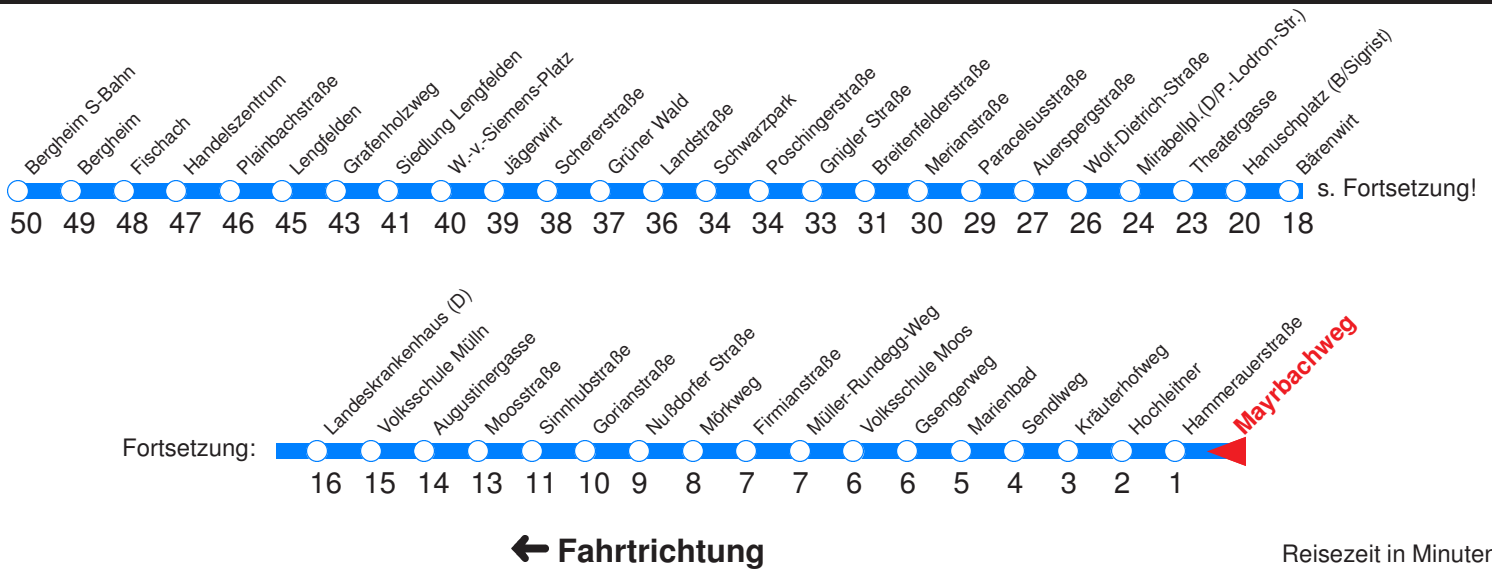 Bergheim S-Bahn
Bergheim
Fischach
Handelszentrum
Plainbachstraße
Lengfelden
Grafenholzweg
Siedlung Lengfelden
W.-v.-Siemens-Platz
Jägerwirt
Schererstraße
Grüner Wald
Landstraße
Schwarzpark
Poschingerstraße
Gnigler Straße
Breitenfelderstraße
Merianstraße
Paracelsusstraße
Auerspergstraße
Wolf-Dietrich-Straße
Mirabellpl.(D/P.-Lodron-Str.)
Theatergasse
Hanuschplatz (B/Sigrist)
Bärenwirt
s. Fortsetzung!
50 49 48 47 46 45 43 41 40 39 38 37 36 34 34 33 31 30 29 27 26 24 23 20 18
Landeskrankenhaus (D)
Volksschule Mülln
Augustinergasse
Moosstraße
Sinnhubstraße
Gorianstraße
Nußdorfer Straße
Mörkweg
Firmianstraße
Müller-Rundegg-Weg
Volksschule Moos
Gsengerweg
Marienbad
Sendlweg
Kräuterhofweg
Hochleitner
Hammerauerstraße
Mayrbachweg
Fortsetzung:
16 15 14 13 11 10 9 8 7 7 6 6 5 4 3 2 1
← Fahrtrichtung
Reisezeit in Minuten